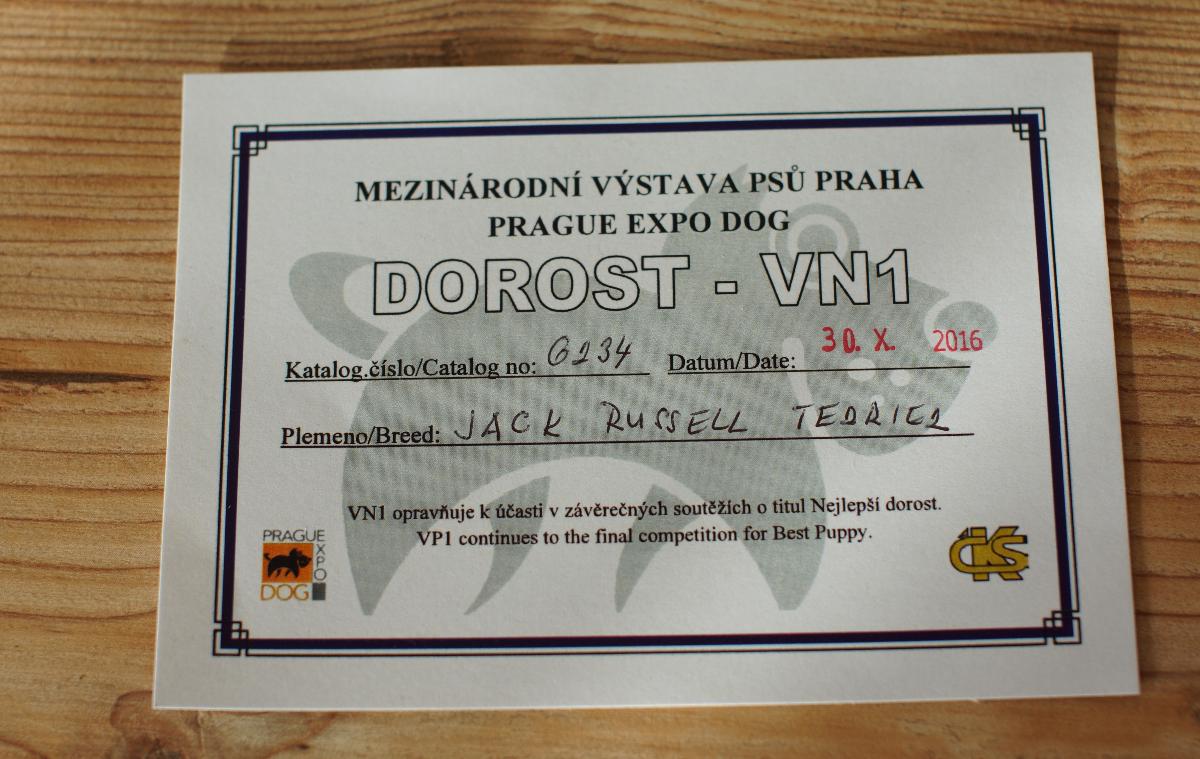 MEZINÁRODNÍ VÝSTAVA PSŮ PRAHA
PRAGUE EXPO DOG
DOROST - VN1
Katalog.číslo/Catalog no: 6234 Datum/Date: 30. X. 2016
Plemeno/Breed: JACK RUSSELL TERRIER
VN1 opravňuje k účasti v závěrečných soutěžích o titul Nejlepší dorost.
VP1 continues to the final competition for Best Puppy.
PRAGUE
EXPO
DOG
ČKS